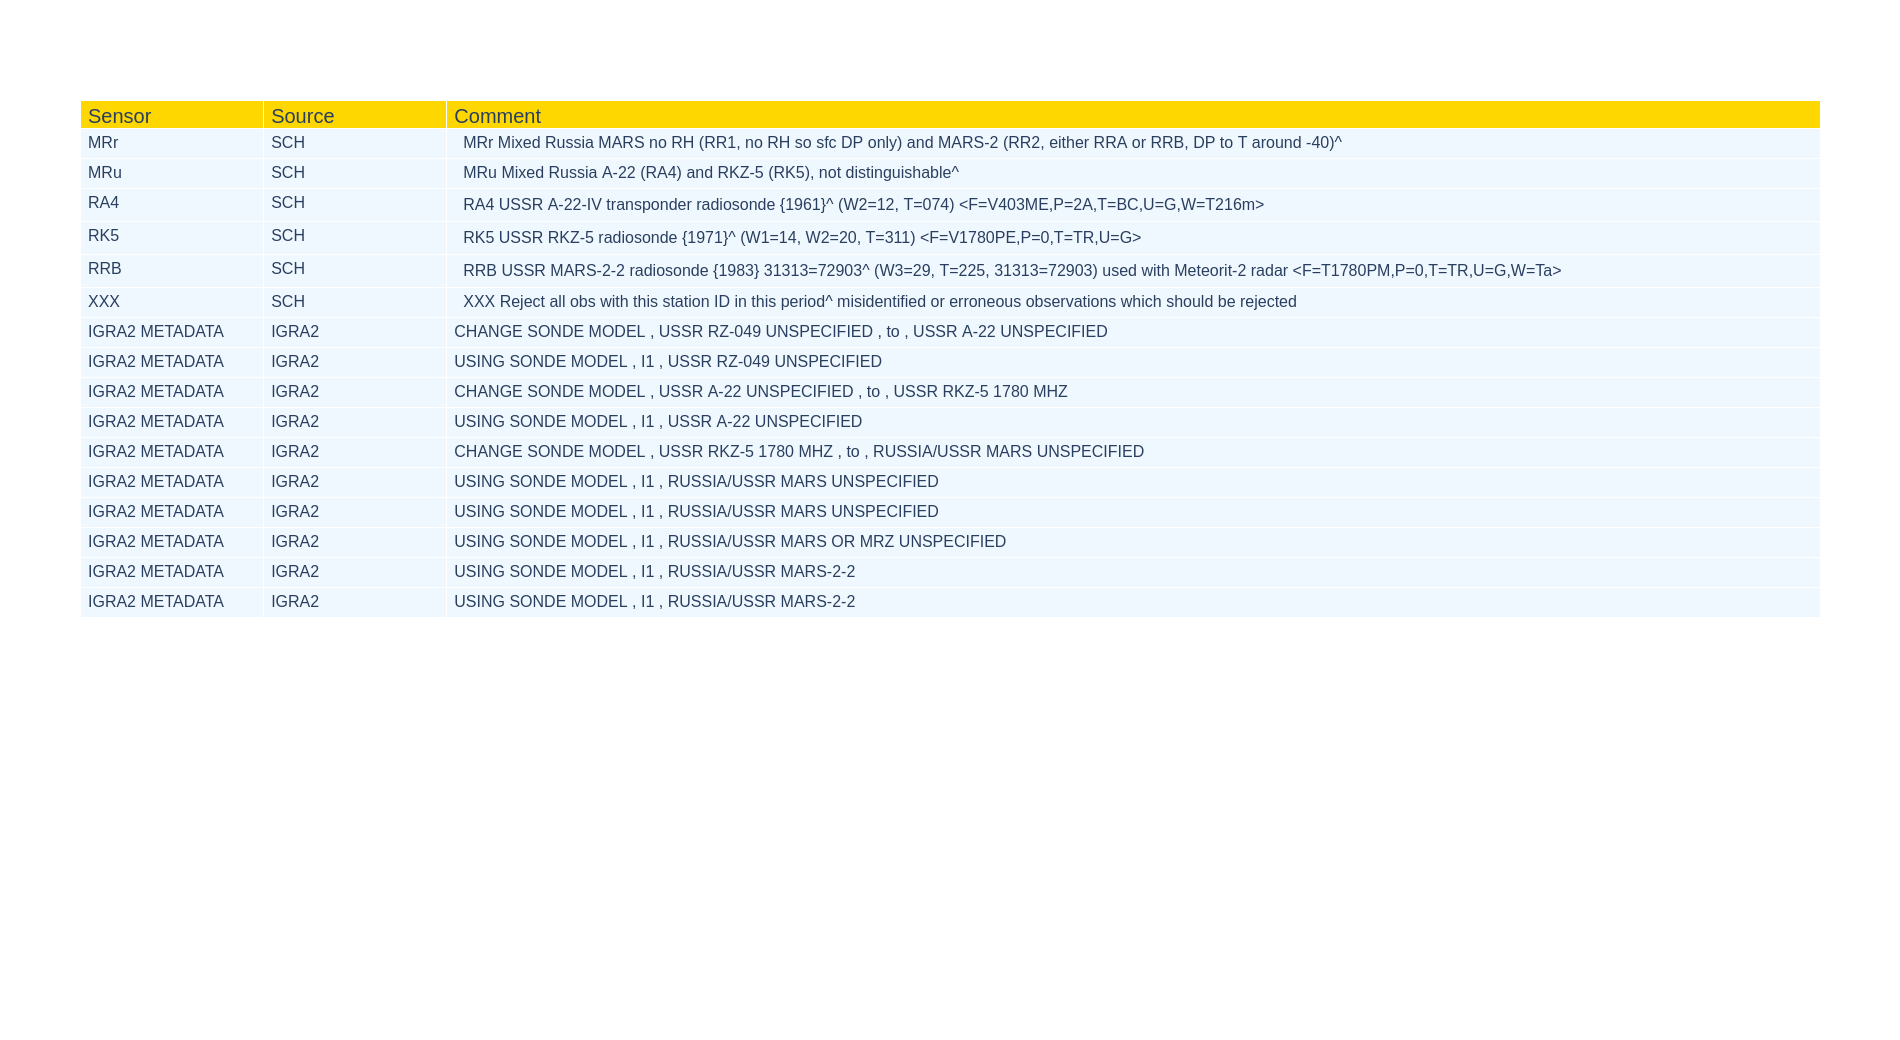 Sensor Source Comment
MRr SCH MRr Mixed Russia MARS no RH (RR1, no RH so sfc DP only) and MARS-2 (RR2, either RRA or RRB, DP to T around -40)^
MRu SCH MRu Mixed Russia A-22 (RA4) and RKZ-5 (RK5), not distinguishable^
RA4 SCH RA4 USSR A-22-IV transponder radiosonde {1961}^ (W2=12, T=074) <F=V403ME,P=2A,T=BC,U=G,W=T216m>
RK5 SCH RK5 USSR RKZ-5 radiosonde {1971}^ (W1=14, W2=20, T=311) <F=V1780PE,P=0,T=TR,U=G>
RRB SCH RRB USSR MARS-2-2 radiosonde {1983} 31313=72903^ (W3=29, T=225, 31313=72903) used with Meteorit-2 radar <F=T1780PM,P=0,T=TR,U=G,W=Ta>
XXX SCH XXX Reject all obs with this station ID in this period^ misidentified or erroneous observations which should be rejected
IGRA2 METADATA IGRA2 CHANGE SONDE MODEL , USSR RZ-049 UNSPECIFIED , to , USSR A-22 UNSPECIFIED
IGRA2 METADATA IGRA2 USING SONDE MODEL , I1 , USSR RZ-049 UNSPECIFIED
IGRA2 METADATA IGRA2 CHANGE SONDE MODEL , USSR A-22 UNSPECIFIED , to , USSR RKZ-5 1780 MHZ
IGRA2 METADATA IGRA2 USING SONDE MODEL , I1 , USSR A-22 UNSPECIFIED
IGRA2 METADATA IGRA2 CHANGE SONDE MODEL , USSR RKZ-5 1780 MHZ , to , RUSSIA/USSR MARS UNSPECIFIED
IGRA2 METADATA IGRA2 USING SONDE MODEL , I1 , RUSSIA/USSR MARS UNSPECIFIED
IGRA2 METADATA IGRA2 USING SONDE MODEL , I1 , RUSSIA/USSR MARS UNSPECIFIED
IGRA2 METADATA IGRA2 USING SONDE MODEL , I1 , RUSSIA/USSR MARS OR MRZ UNSPECIFIED
IGRA2 METADATA IGRA2 USING SONDE MODEL , I1 , RUSSIA/USSR MARS-2-2
IGRA2 METADATA IGRA2 USING SONDE MODEL , I1 , RUSSIA/USSR MARS-2-2